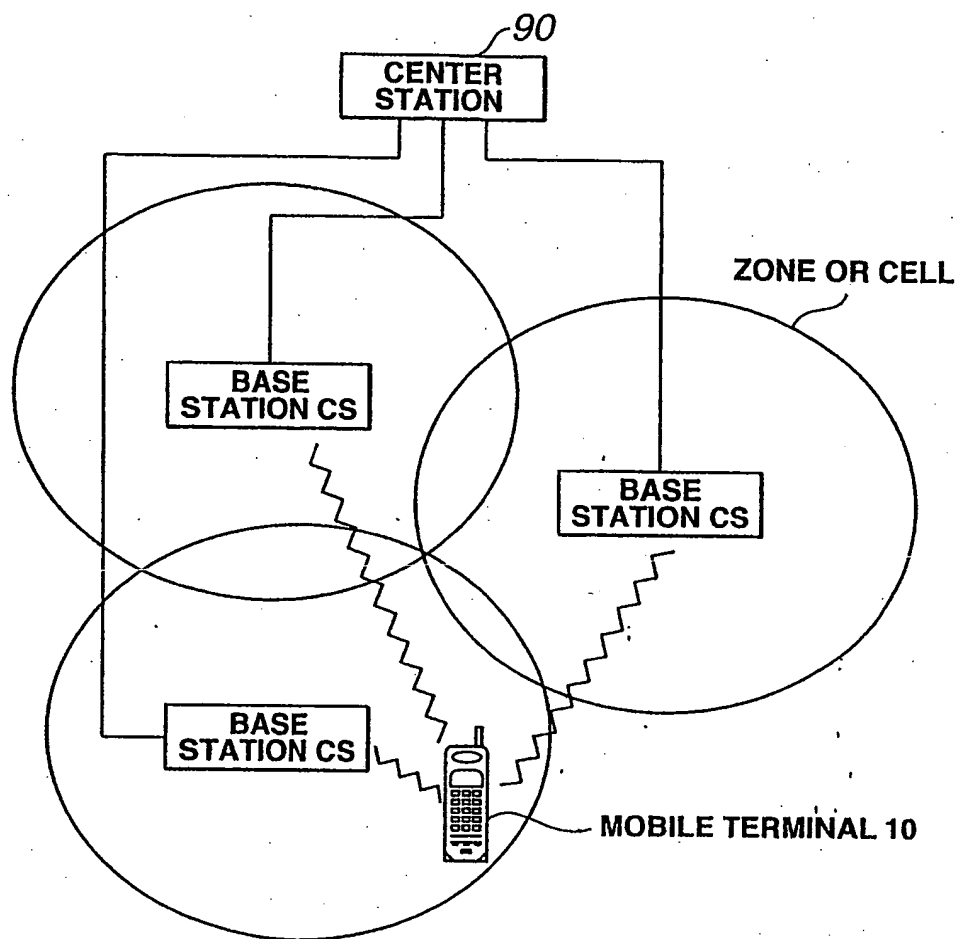 90
CENTER
STATION
ZONE OR CELL
BASE
STATION CS
BASE
STATION CS
BASE
STATION CS
MOBILE TERMINAL 10